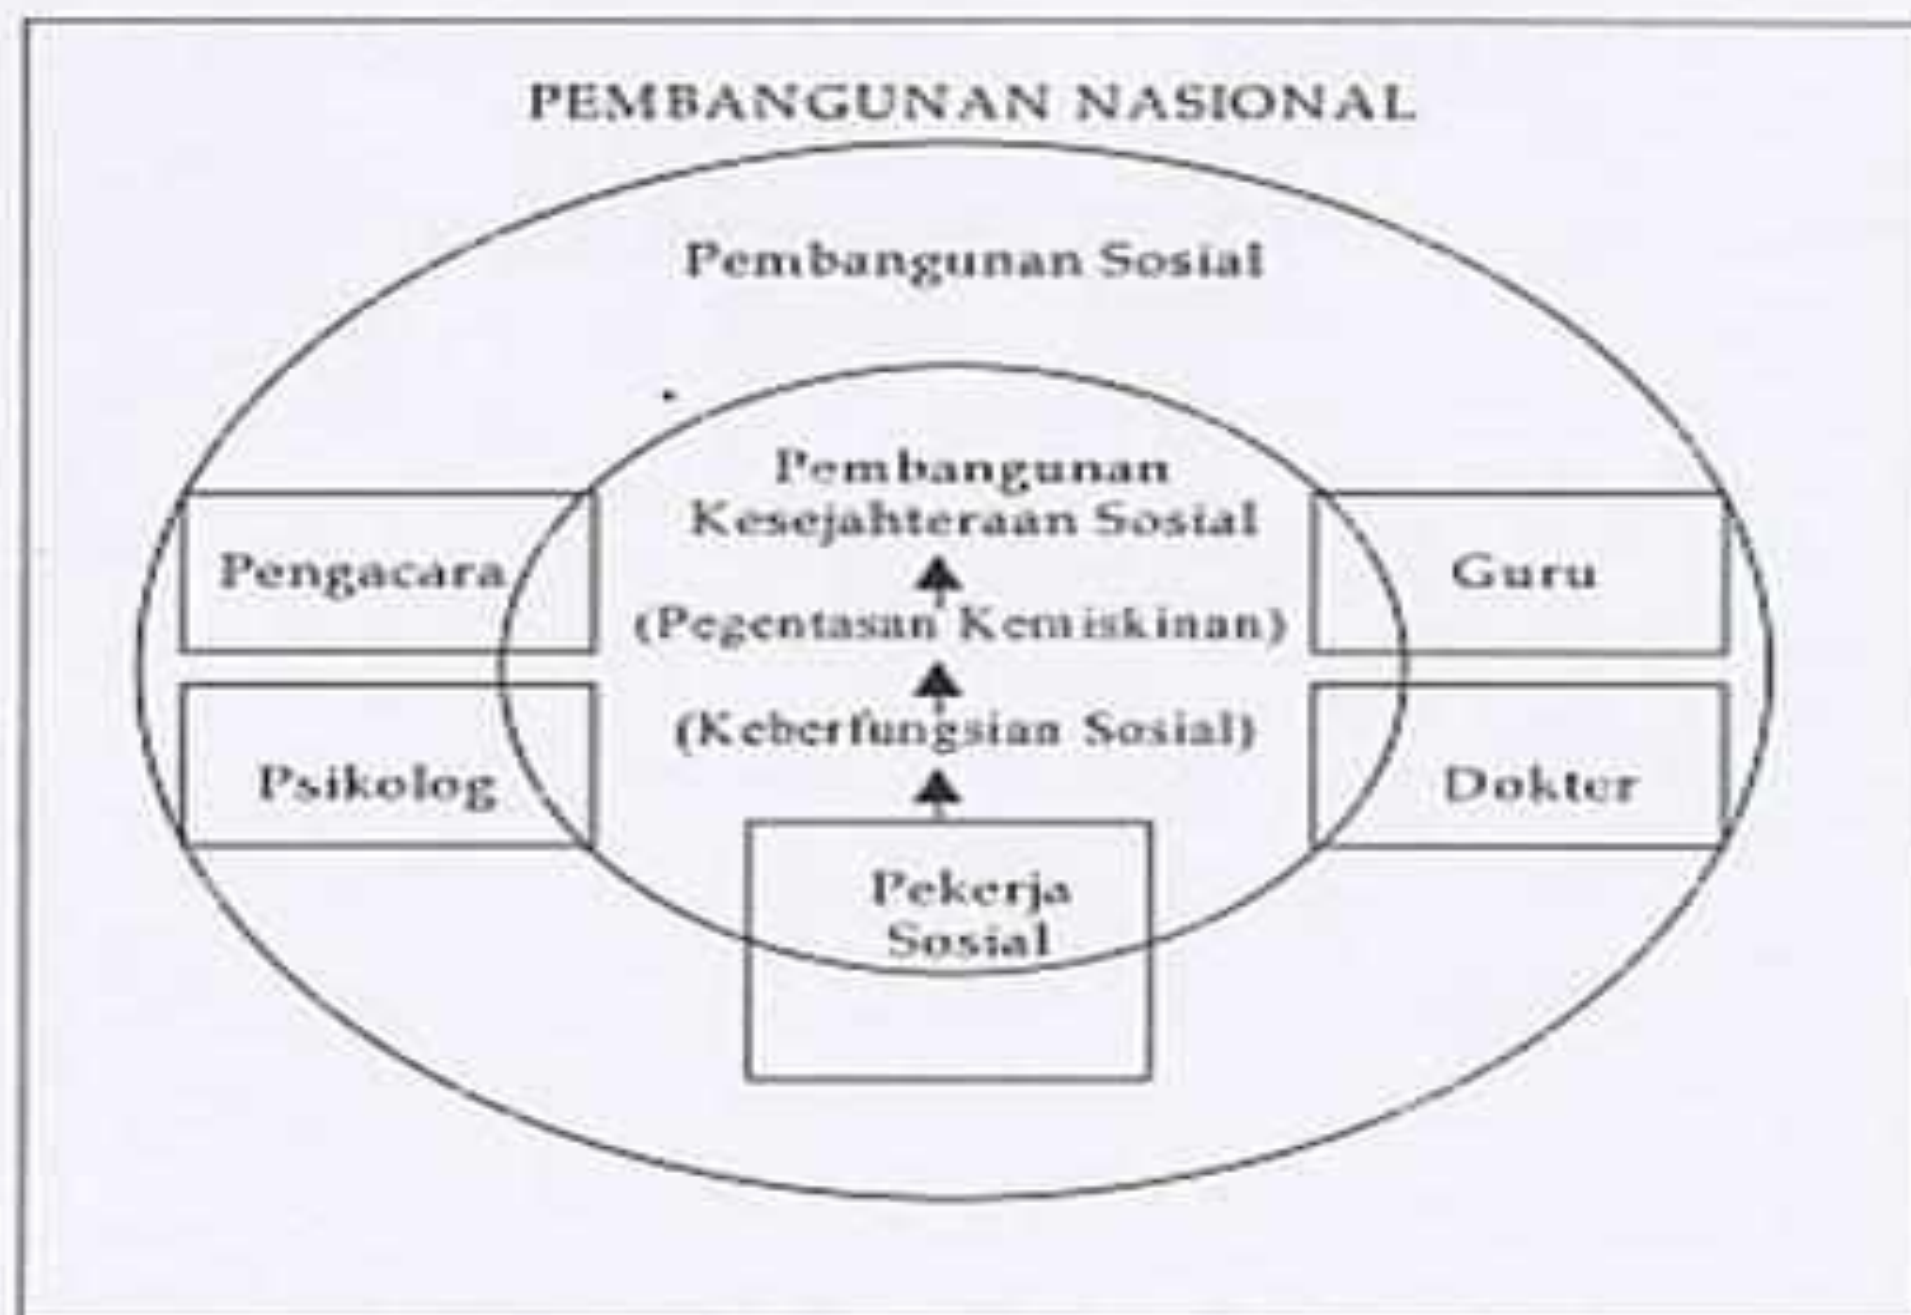 PEMBANGUNAN NASIONAL
Pembangunan Sosial
Pembangunan
Kesejahteraan Sosial
(Pegentasan Kemiskinan)
(Keberfungsian Sosial)
Pengacara
Psikolog
Guru
Dokter
Pekerja
Sosial